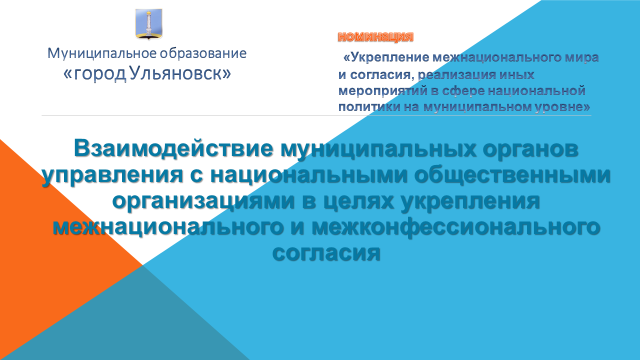 Муниципальное образование
«город Ульяновск»
номинация
«Укрепление межнационального мира
и согласия, реализация иных
мероприятий в сфере национальной
политики на муниципальном уровне»
Взаимодействие муниципальных органов
управления с национальными общественными
организациями в целях укрепления
межнационального и межконфессионального
согласия